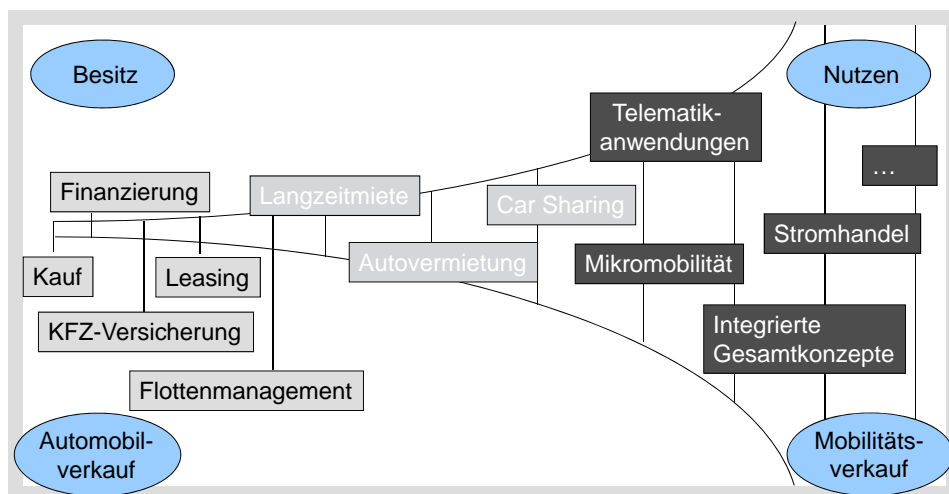 Besitz
Nutzen
Telematik-
anwendungen
...
Finanzierung
Langzeitmiete
Car Sharing
Stromhandel
Kauf
Leasing
Autovermietung
Mikromobilität
KFZ-Versicherung
Integrierte
Gesamtkonzepte
Flottenmanagement
Automobil-
verkauf
Mobilitäts-
verkauf